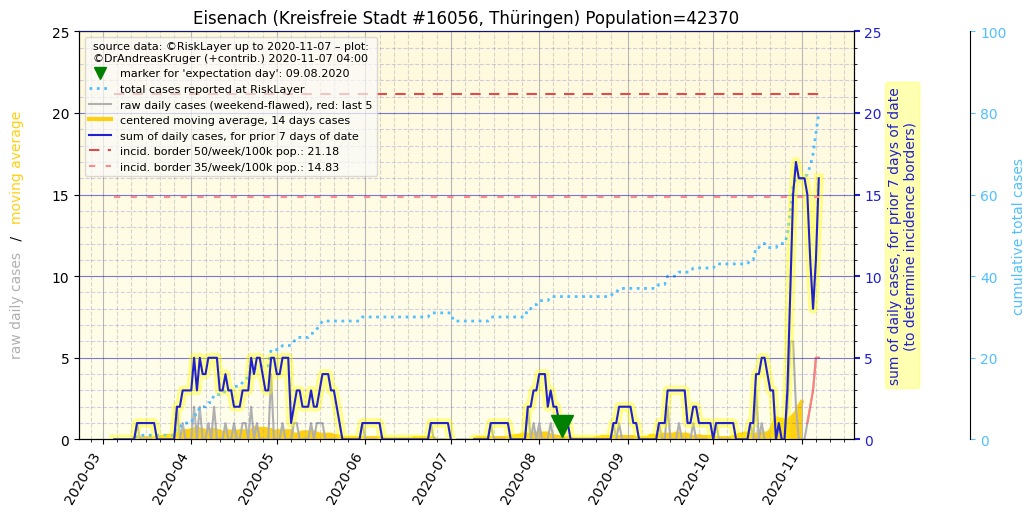 Eisenach (Kreisfreie Stadt #16056, Thüringen) Population=42370
source data: ©RiskLayer up to 2020-11-07 – plot:
©DrAndreasKruger (+contrib.) 2020-11-07 04:00
marker for 'expectation day': 09.08.2020
total cases reported at RiskLayer
raw daily cases (weekend-flawed), red: last 5
centered moving average, 14 days cases
sum of daily cases, for prior 7 days of date
incid. border 50/week/100k pop.: 21.18
incid. border 35/week/100k pop.: 14.83
raw daily cases / moving average
25
20
15
10
5
0
2020-03
2020-04
2020-05
2020-06
2020-07
2020-08
2020-09
2020-10
2020-11
25
20
15
10
5
0
sum of daily cases, for prior 7 days of date
(to determine incidence borders)
100
80
60
40
20
0
cumulative total cases